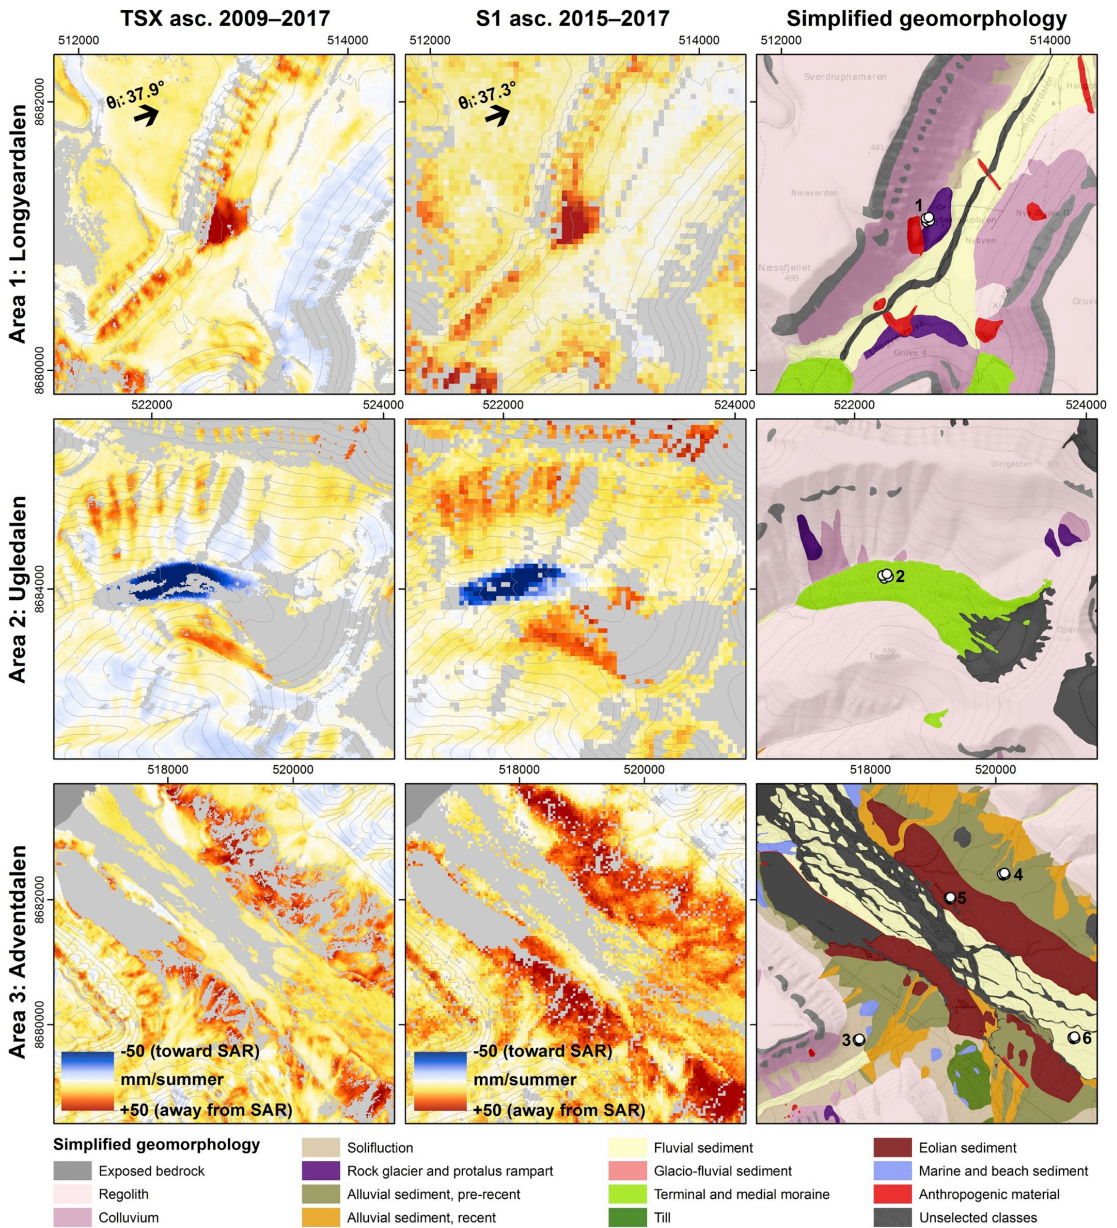 TSX asc. 2009–2017
S1 asc. 2015–2017
Simplified geomorphology
512000
514000
512000
514000
512000
514000
Area 1: Longyeardalen
8682000
8680000
θi: 37.9°
θi: 37.3°
Sverdruphamaren
Longyeardalen
481
Ninavarden
1
Nybyen
Næssfjellet
499
Gruve 4
522000
524000
522000
524000
522000
524000
Area 2: Ugledalen
8684000
Dirigenten
2
3
4
5
6
518000
520000
518000
520000
518000
520000
Area 3: Adventdalen
8682000
8680000
-50 (toward SAR)
mm/summer
+50 (away from SAR)
-50 (toward SAR)
mm/summer
+50 (away from SAR)
Simplified geomorphology
Exposed bedrock
Regolith
Colluvium
Solifluction
Rock glacier and protalus rampart
Alluvial sediment, pre-recent
Alluvial sediment, recent
Fluvial sediment
Glacio-fluvial sediment
Terminal and medial moraine
Till
Eolian sediment
Marine and beach sediment
Anthropogenic material
Unselected classes